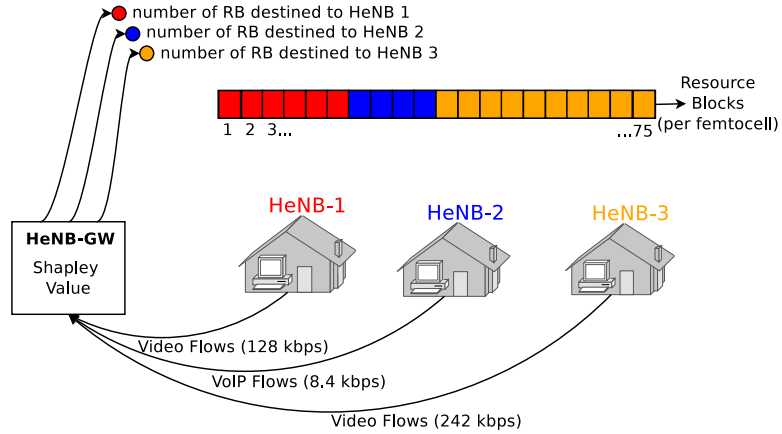 number of RB destined to HeNB 1
number of RB destined to HeNB 2
number of RB destined to HeNB 3
Resource
Blocks
(per femtocell)
1 2 3... ...75
HeNB-1
HeNB-2
HeNB-3
HeNB-GW
Shapley
Value
Video Flows (128 kbps)
VoIP Flows (8.4 kbps)
Video Flows (242 kbps)